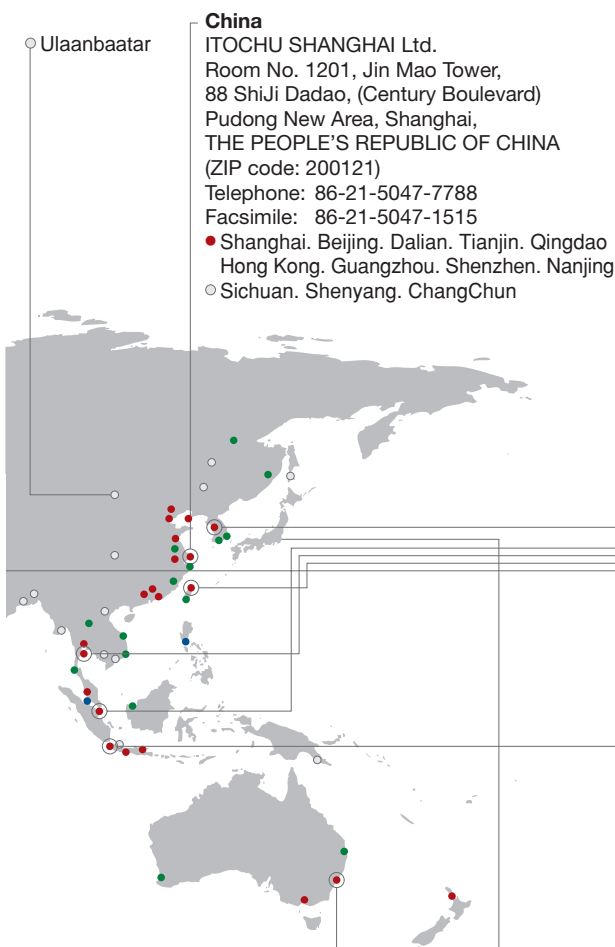 Ulaanbaatar
China
ITOCHU SHANGHAI Ltd.
Room No. 1201, Jin Mao Tower,
88 ShiJi Dadao, (Century Boulevard)
Pudong New Area, Shanghai,
THE PEOPLE'S REPUBLIC OF CHINA
(ZIP code: 200121)
Telephone: 86-21-5047-7788
Facsimile: 86-21-5047-1515
Shanghai. Beijing. Dalian. Tianjin. Qingdao
Hong Kong. Guangzhou. Shenzhen. Nanjing
Sichuan. Shenyang. ChangChun